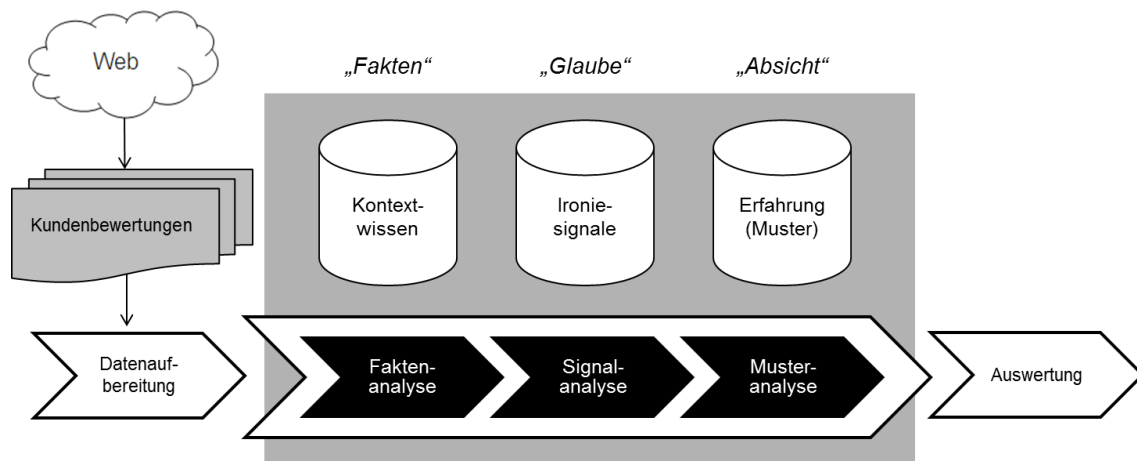 Web
„Fakten“
„Glaube“
„Absicht“
Kundenbewertungen
Kontext-
wissen
Ironie-
signale
Erfahrung
(Muster)
Datenauf-
bereitung
Fakten-
analyse
Signal-
analyse
Muster-
analyse
Auswertung